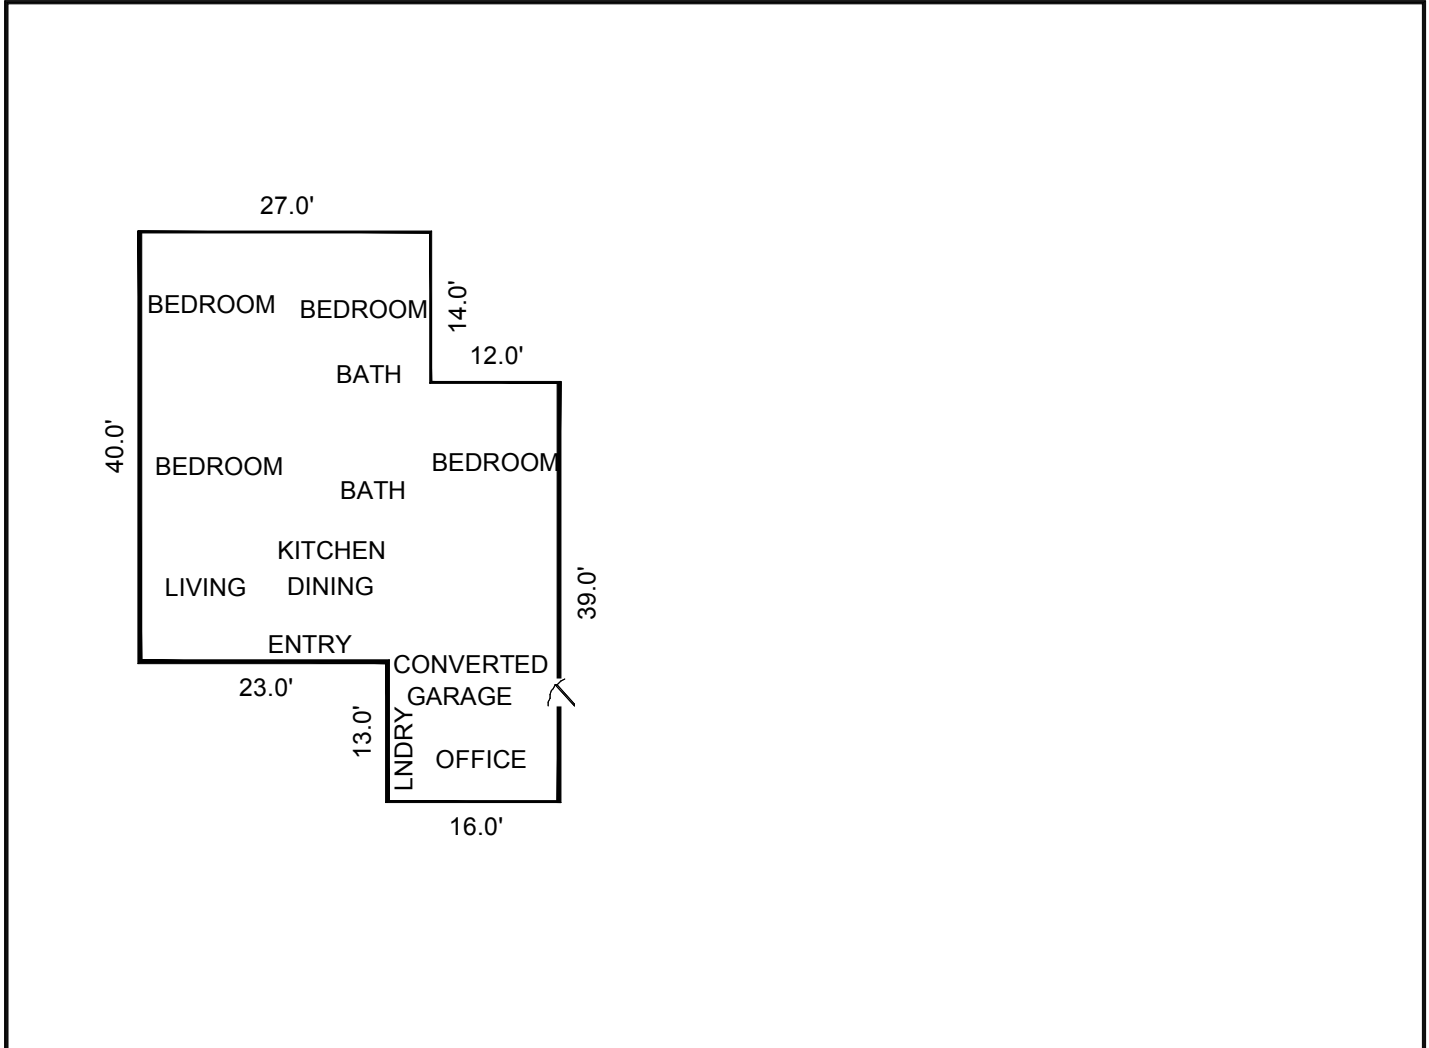 27.0'
BEDROOM
BEDROOM
14.0'
12.0'
BATH
40.0'
BEDROOM
BEDROOM
BATH
KITCHEN
LIVING
DINING
39.0'
ENTRY
CONVERTED
GARAGE
23.0'
13.0'
LNDRY
OFFICE
16.0'